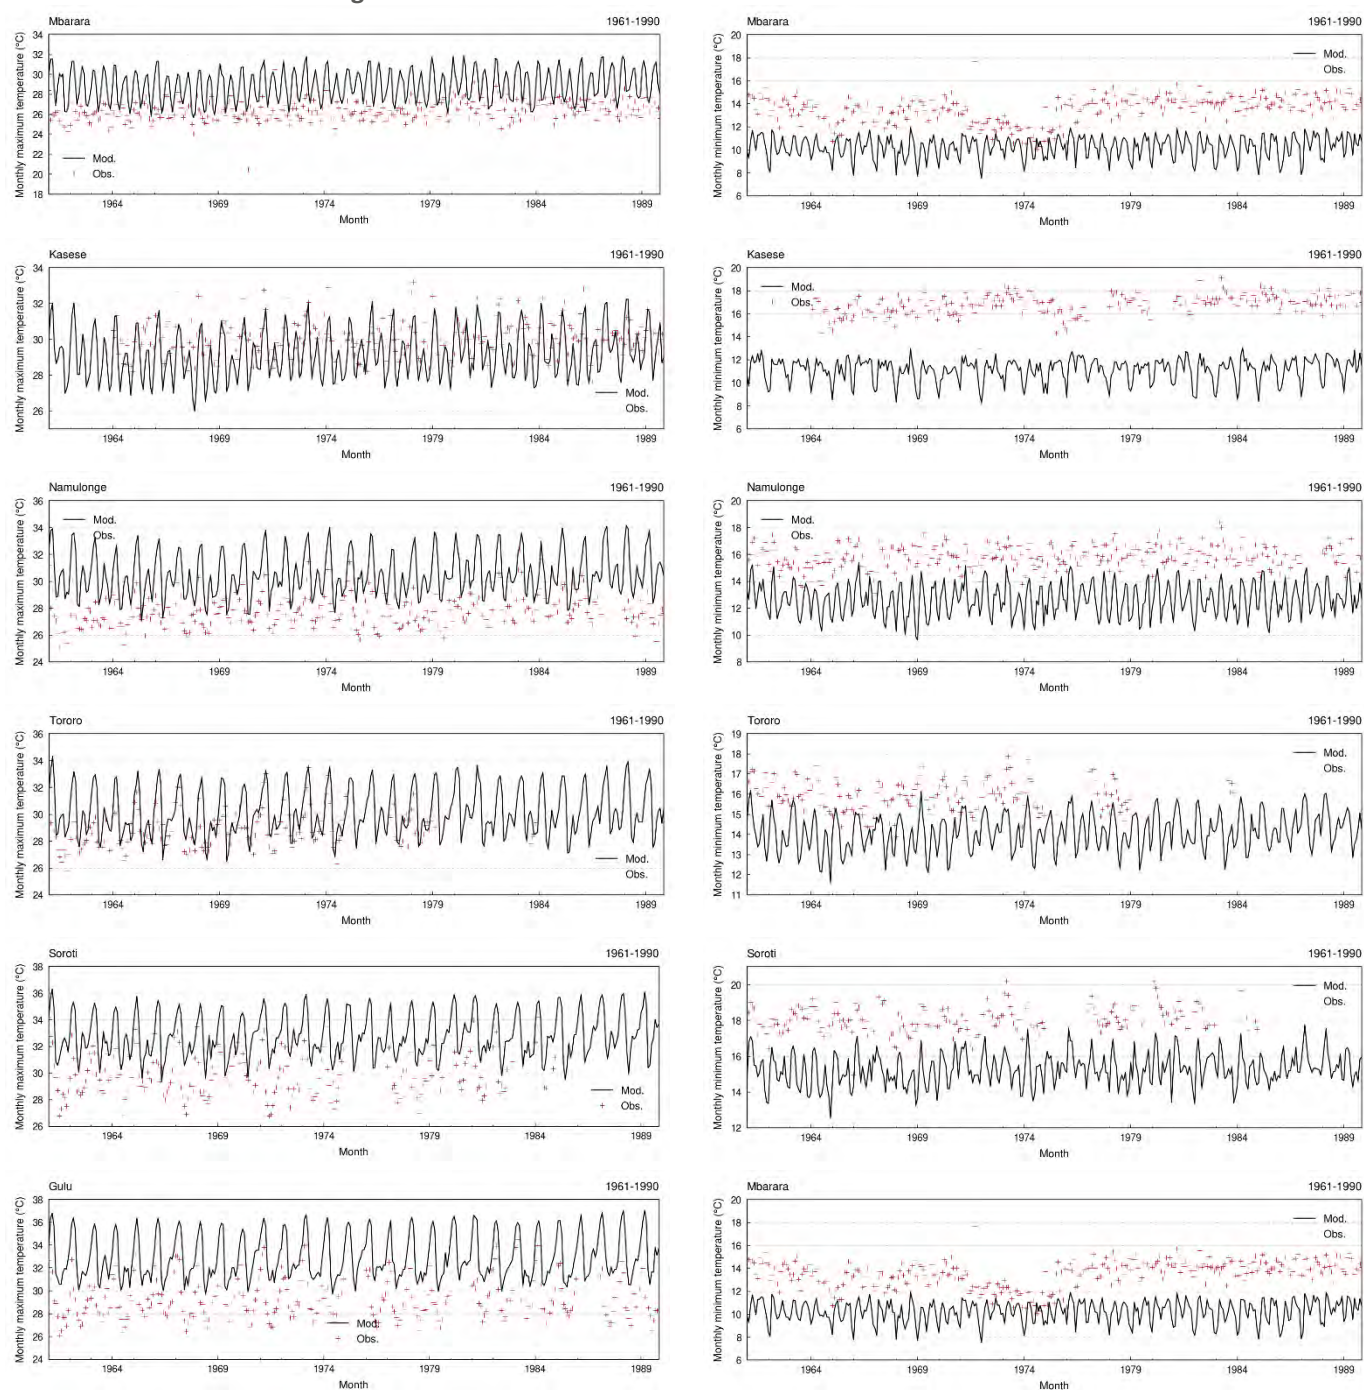 Mbarara 1961-1990
Monthly maximum temperature (°C)
34
32
30
28
26
24
22
20
18
Mod.
Obs.
1964 1969 1974 1979 1984 1989
Month
Mbarara 1961-1990
Monthly minimum temperature (°C)
20
18
16
14
12
10
8
6
Mod.
Obs.
1964 1969 1974 1979 1984 1989
Month
Kasese 1961-1990
Monthly maximum temperature (°C)
34
32
30
28
26
Mod.
Obs.
1964 1969 1974 1979 1984 1989
Month
Kasese 1961-1990
Monthly minimum temperature (°C)
20
18
16
14
12
10
8
6
Mod.
Obs.
1964 1969 1974 1979 1984 1989
Month
Namulonge 1961-1990
Monthly maximum temperature (°C)
36
34
32
30
28
26
24
Mod.
Obs.
1964 1969 1974 1979 1984 1989
Month
Namulonge 1961-1990
Monthly minimum temperature (°C)
20
18
16
14
12
10
8
Mod.
Obs.
1964 1969 1974 1979 1984 1989
Month
Tororo 1961-1990
Monthly maximum temperature (°C)
36
34
32
30
28
26
24
Mod.
Obs.
1964 1969 1974 1979 1984 1989
Month
Tororo 1961-1990
Monthly minimum temperature (°C)
19
18
17
16
15
14
13
12
11
Mod.
Obs.
1964 1969 1974 1979 1984 1989
Month
Soroti 1961-1990
Monthly maximum temperature (°C)
38
36
34
32
30
28
26
Mod.
Obs.
1964 1969 1974 1979 1984 1989
Month
Soroti 1961-1990
Monthly minimum temperature (°C)
20
18
16
14
12
Mod.
Obs.
1964 1969 1974 1979 1984 1989
Month
Gulu 1961-1990
Monthly maximum temperature (°C)
38
36
34
32
30
28
26
24
Mod.
Obs.
1964 1969 1974 1979 1984 1989
Month
Mbarara 1961-1990
Monthly minimum temperature (°C)
20
18
16
14
12
10
8
6
Mod.
Obs.
1964 1969 1974 1979 1984 1989
Month